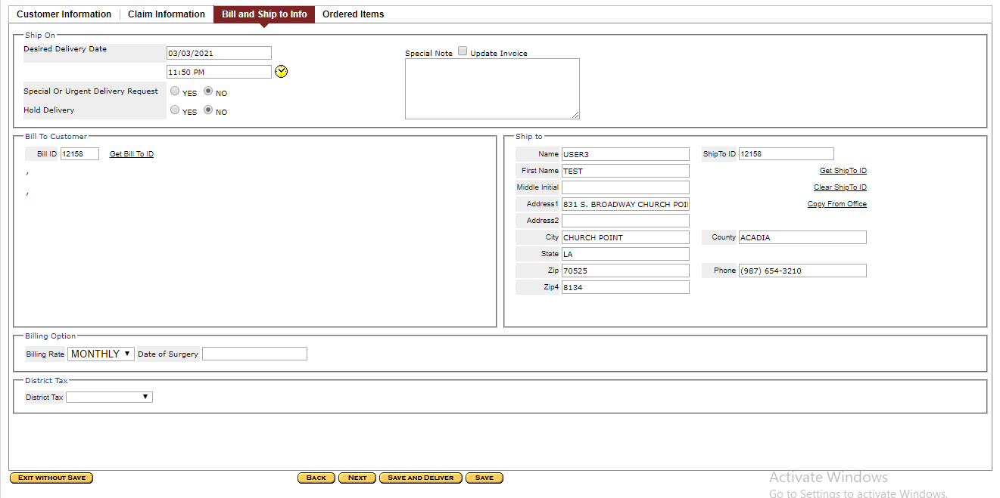 Customer Information Claim Information Bill and Ship to Info Ordered Items
Ship On
Desired Delivery Date 03/03/2021
11:50 PM
Special Or Urgent Delivery Request YES NO
Hold Delivery YES NO
Special Note Update Invoice
Bill To Customer
Bill ID 12158 Get Bill To ID
,
,
Ship to
Name USER3 ShipTo ID 12158
First Name TEST Get ShipTo ID
Middle Initial Clear ShipTo ID
Address1 831 S. BROADWAY CHURCH POI Copy From Office
Address2
City CHURCH POINT County ACADIA
State LA
Zip 70525 Phone (987) 654-3210
Zip4 8134
Billing Option
Billing Rate MONTHLY Date of Surgery
District Tax
District Tax
EXIT WITHOUT SAVE BACK NEXT SAVE AND DELIVER SAVE
Activate Windows
Go to Settings to activate Windows.